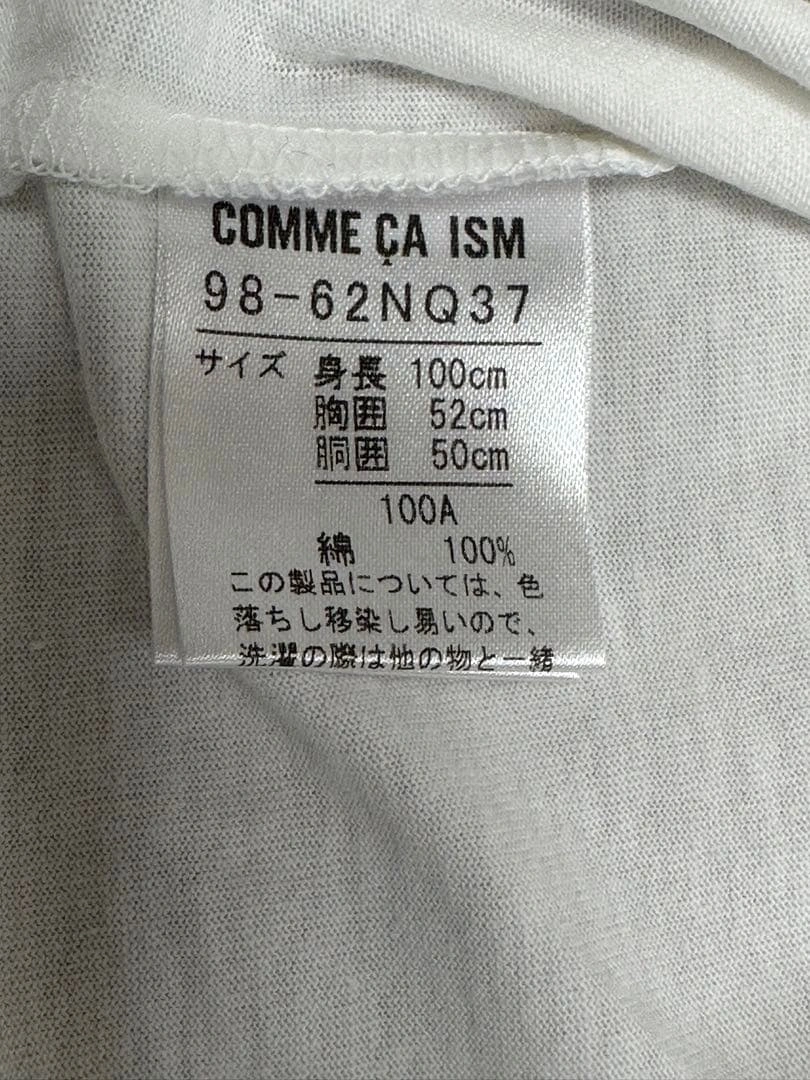 COMME ÇA ISM
98-62NQ37
サイズ 身長 100cm
胸囲 52cm
胴囲 50cm
100A
綿 100%
この製品については、色
落ちし移染し易いので、
洗濯の際は他の物と一緒